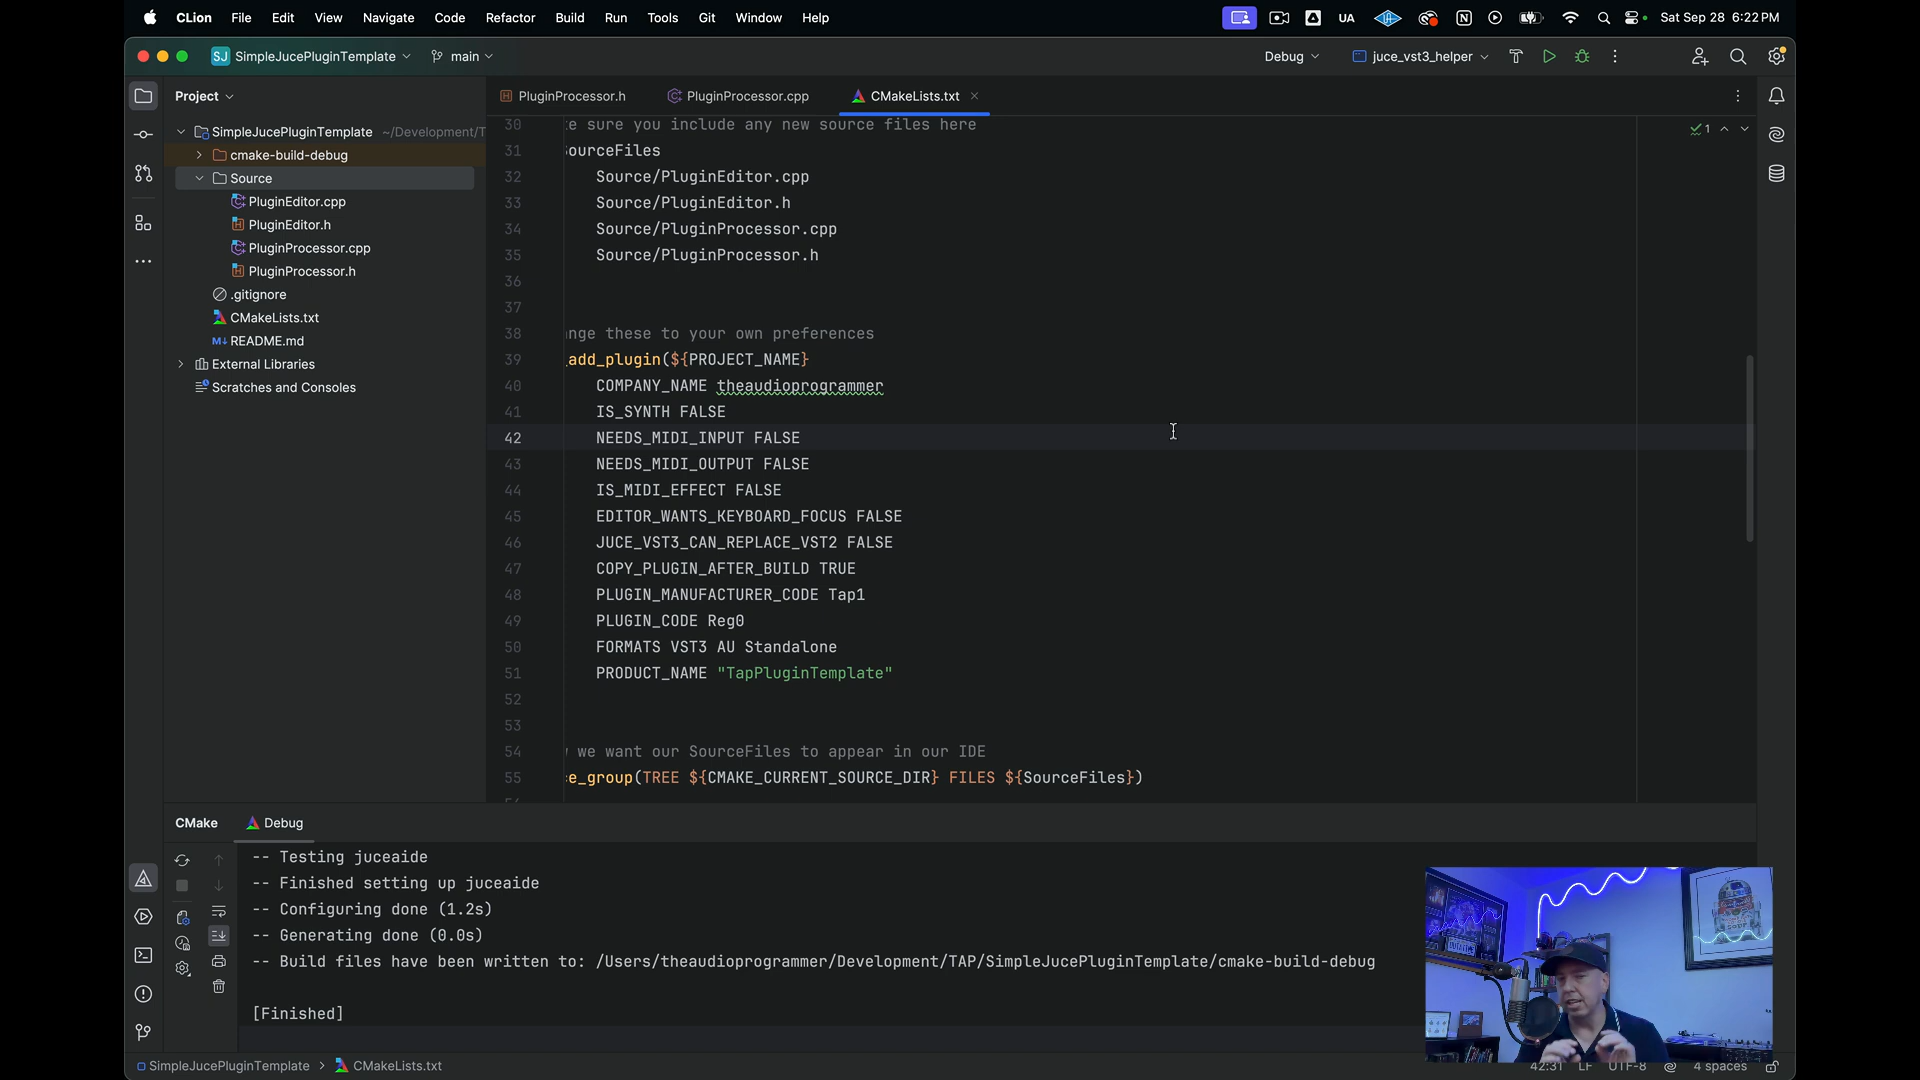 CLion File Edit View Navigate Code Refactor Build Run Tools Git Window Help UA Sat Sep 28 6:22 PM
SJ SimpleJucePluginTemplate main Debug juce_vst3_helper
Project
PluginProcessor.h PluginProcessor.cpp CMakeLists.txt
SimpleJucePluginTemplate ~/Development/T
cmake-build-debug
Source
PluginEditor.cpp
PluginEditor.h
PluginProcessor.cpp
PluginProcessor.h
.gitignore
CMakeLists.txt
M↓ README.md
External Libraries
Scratches and Consoles
30 te sure you include any new source files here
31 SourceFiles
32 Source/PluginEditor.cpp
33 Source/PluginEditor.h
34 Source/PluginProcessor.cpp
35 Source/PluginProcessor.h
36
37
38 nge these to your own preferences
39 _add_plugin(${PROJECT_NAME}
40 COMPANY_NAME theaudioprogrammer
41 IS_SYNTH FALSE
42 NEEDS_MIDI_INPUT FALSE
43 NEEDS_MIDI_OUTPUT FALSE
44 IS_MIDI_EFFECT FALSE
45 EDITOR_WANTS_KEYBOARD_FOCUS FALSE
46 JUCE_VST3_CAN_REPLACE_VST2 FALSE
47 COPY_PLUGIN_AFTER_BUILD TRUE
48 PLUGIN_MANUFACTURER_CODE Tap1
49 PLUGIN_CODE Reg0
50 FORMATS VST3 AU Standalone
51 PRODUCT_NAME "TapPluginTemplate"
52
53
54 we want our SourceFiles to appear in our IDE
55 ce_group(TREE ${CMAKE_CURRENT_SOURCE_DIR} FILES ${SourceFiles})
1
CMake Debug
-- Testing juceaide
-- Finished setting up juceaide
-- Configuring done (1.2s)
-- Generating done (0.0s)
-- Build files have been written to: /Users/theaudioprogrammer/Development/TAP/SimpleJucePluginTemplate/cmake-build-debug
[Finished]
SimpleJucePluginTemplate > CMakeLists.txt
42:31 LF UTF-8 4 spaces